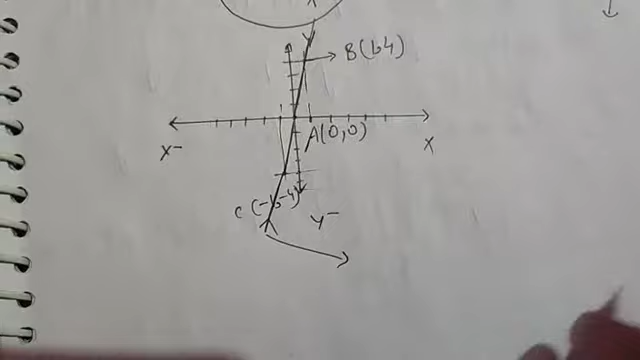 Y
B(1,4)
A(0,0)
X⁻
X
C(-1,-4)
Y⁻